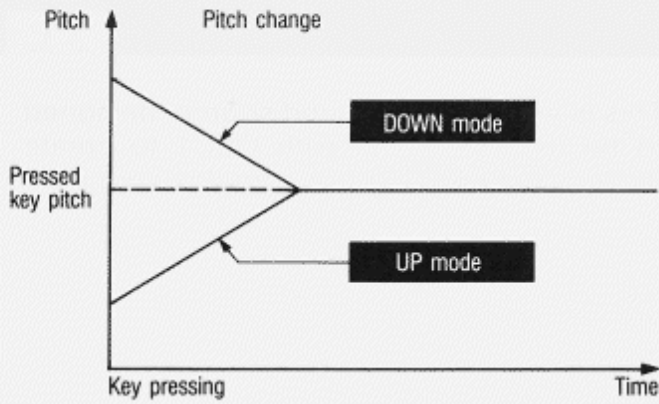 Pitch
Pitch change
DOWN mode
Pressed
key pitch
UP mode
Key pressing
Time